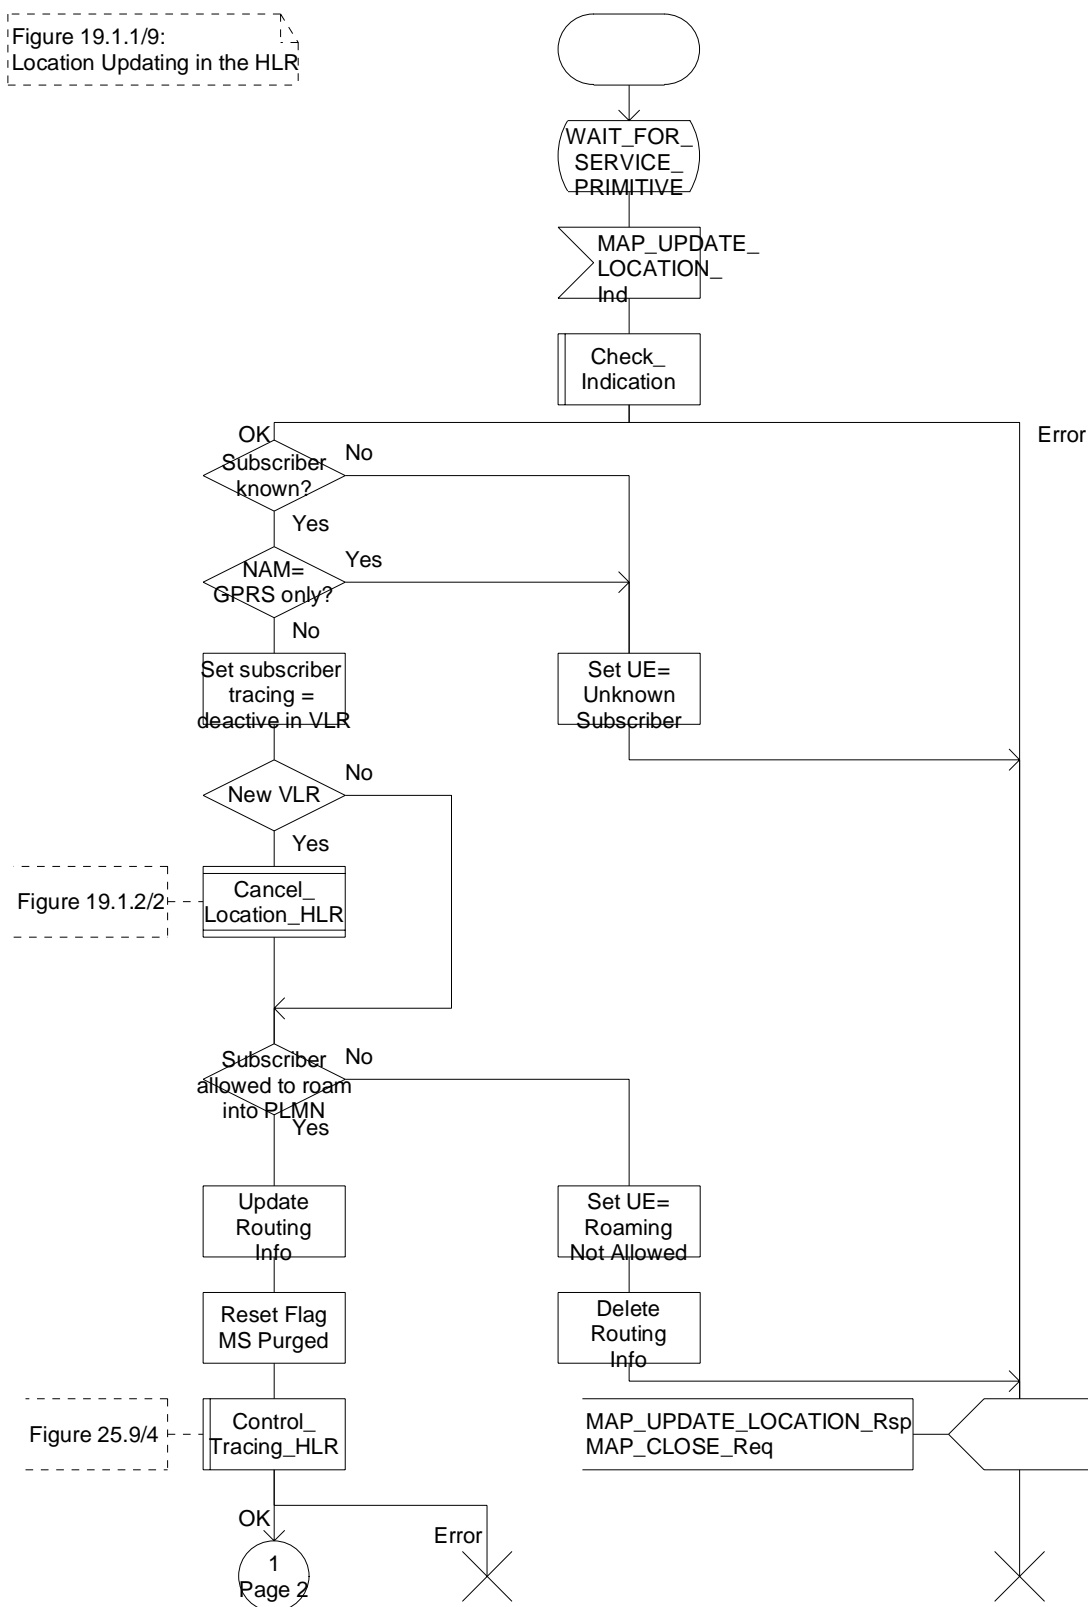 Figure 19.1.1/9:
Location Updating in the HLR
WAIT_FOR_
SERVICE_
PRIMITIVE
MAP_UPDATE_
LOCATION_
Ind
Check_
Indication
OK
Error
Subscriber
known?
No
Yes
NAM=
GPRS only?
Yes
No
Set subscriber
tracing =
deactive in VLR
Set UE=
Unknown
Subscriber
New VLR
No
Yes
Figure 19.1.2/2
Cancel_
Location_HLR
Subscriber
allowed to roam
into PLMN
No
Yes
Update
Routing
Info
Set UE=
Roaming
Not Allowed
Reset Flag
MS Purged
Delete
Routing
Info
Figure 25.9/4
Control_
Tracing_HLR
MAP_UPDATE_LOCATION_Rsp
MAP_CLOSE_Req
OK
Error
1
Page 2